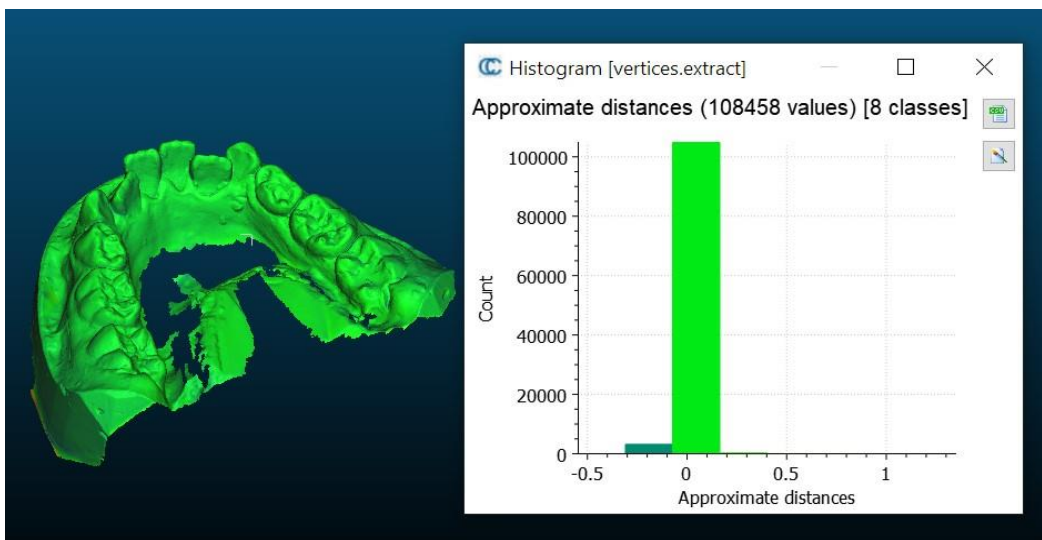 Histogram [vertices.extract]
Approximate distances (108458 values) [8 classes]
CSV
100000
80000
60000
40000
20000
0
Count
-0.5 0 0.5 1
Approximate distances